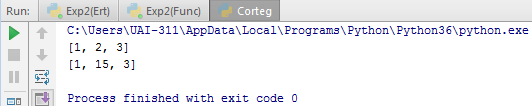 Run: Exp2(Ert) Exp2(Func) Corteg
C:\Users\UAI-311\AppData\Local\Programs\Python\Python36\python.exe
[1, 2, 3]
[1, 15, 3]
Process finished with exit code 0